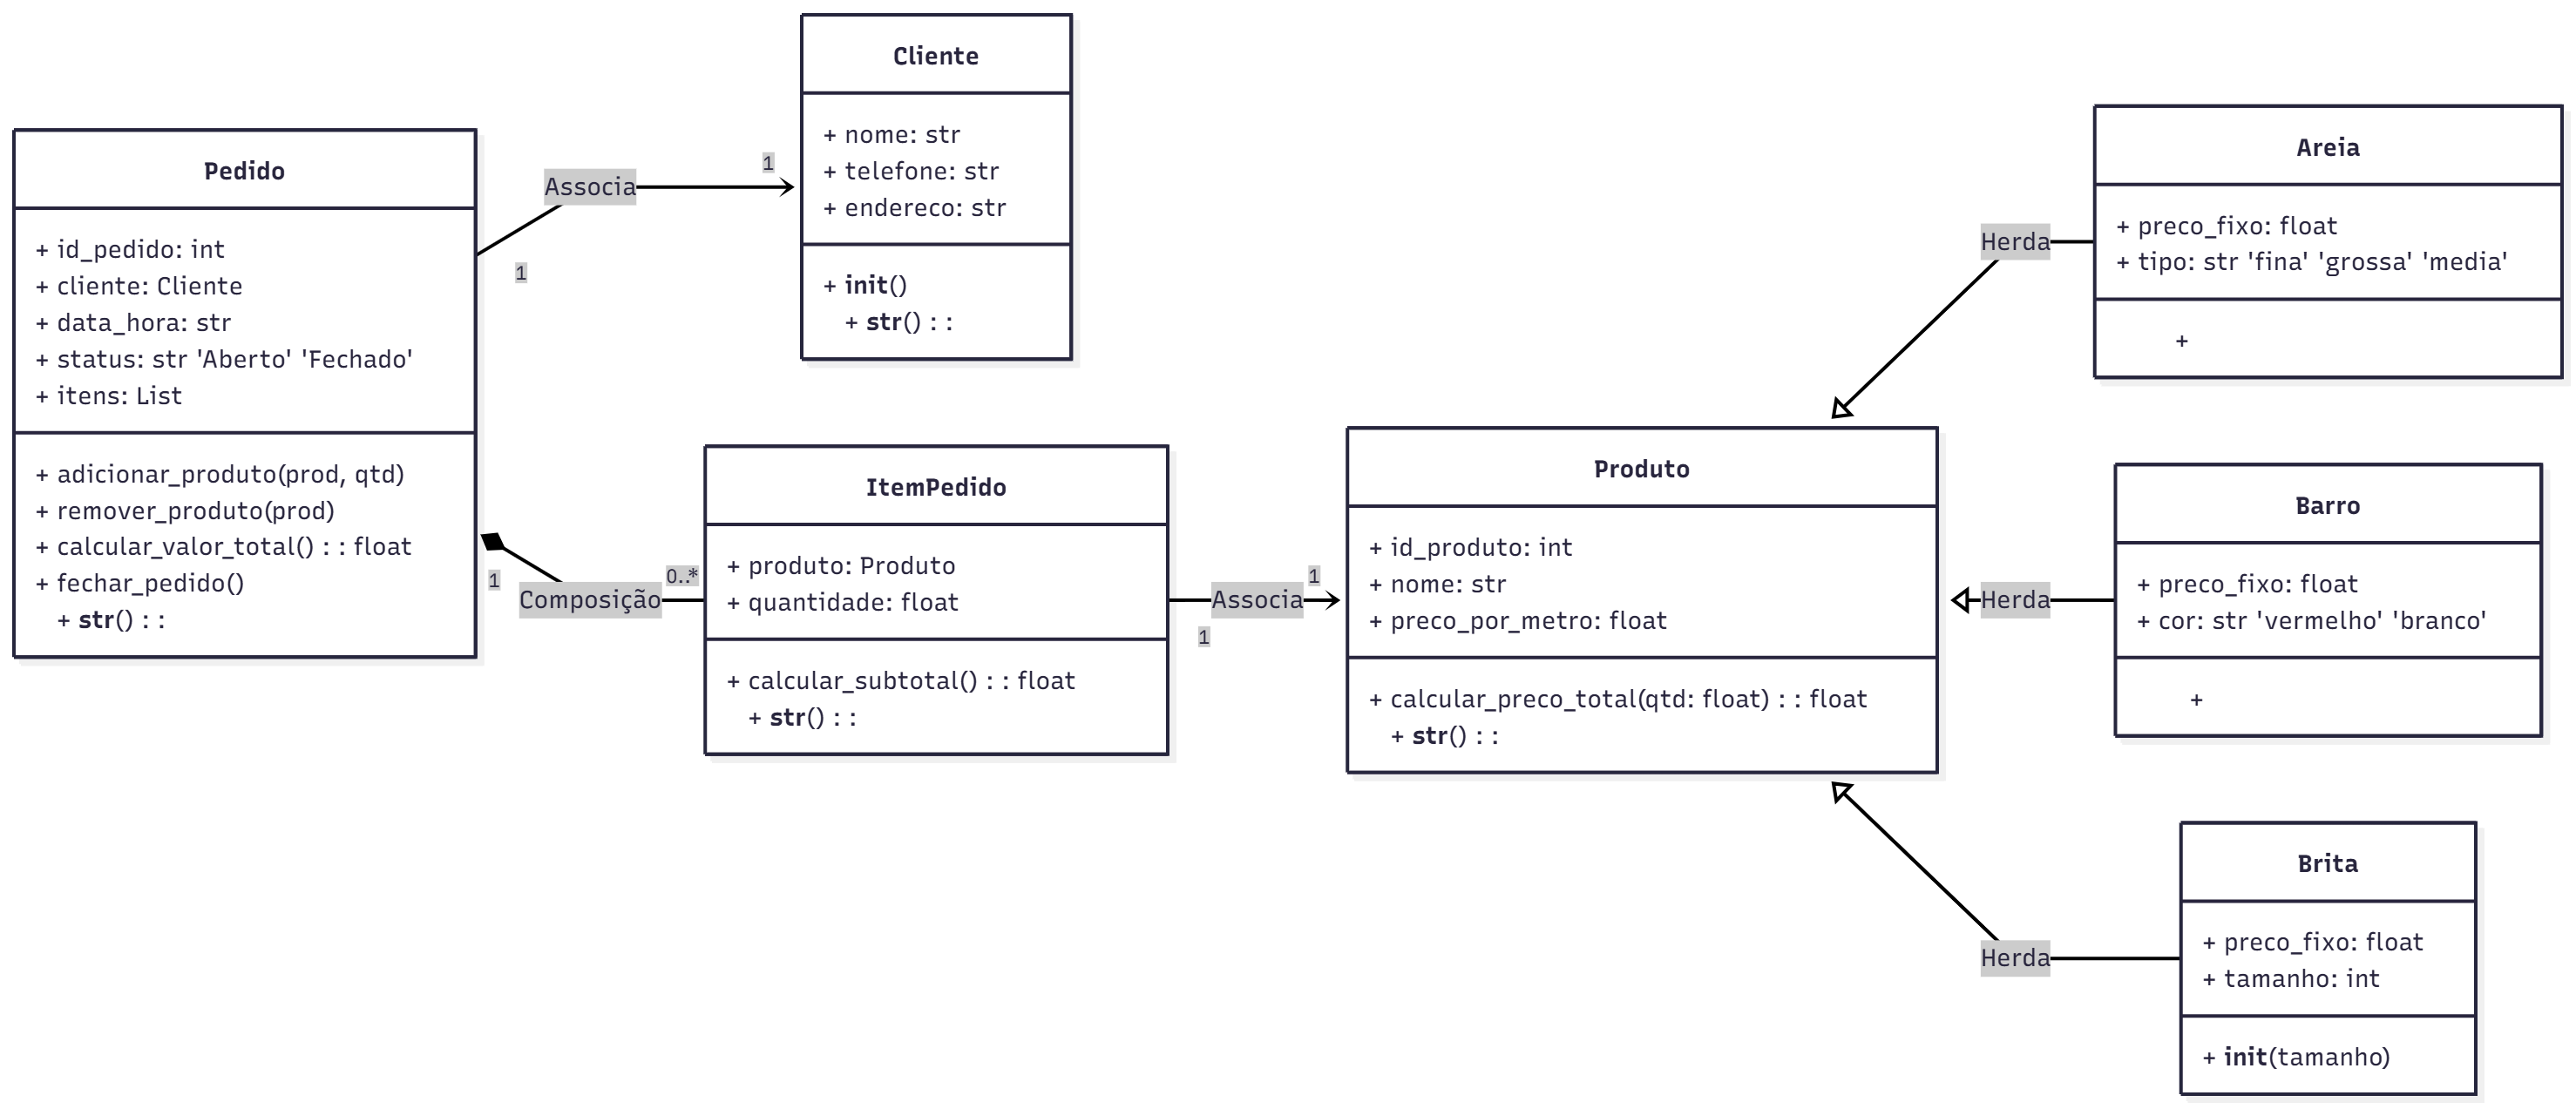 Pedido
+ id_pedido: int
+ cliente: Cliente
+ data_hora: str
+ status: str 'Aberto' 'Fechado'
+ itens: List
+ adicionar_produto(prod, qtd)
+ remover_produto(prod)
+ calcular_valor_total() : : float
+ fechar_pedido()
+ str() : :
Associa
1
1
Cliente
+ nome: str
+ telefone: str
+ endereco: str
+ init()
+ str() : :
Composição
1
0..*
ItemPedido
+ produto: Produto
+ quantidade: float
+ calcular_subtotal() : : float
+ str() : :
Associa
1
1
Produto
+ id_produto: int
+ nome: str
+ preco_por_metro: float
+ calcular_preco_total(qtd: float) : : float
+ str() : :
Herda
Areia
+ preco_fixo: float
+ tipo: str 'fina' 'grossa' 'media'
+
Herda
Barro
+ preco_fixo: float
+ cor: str 'vermelho' 'branco'
+
Herda
Brita
+ preco_fixo: float
+ tamanho: int
+ init(tamanho)